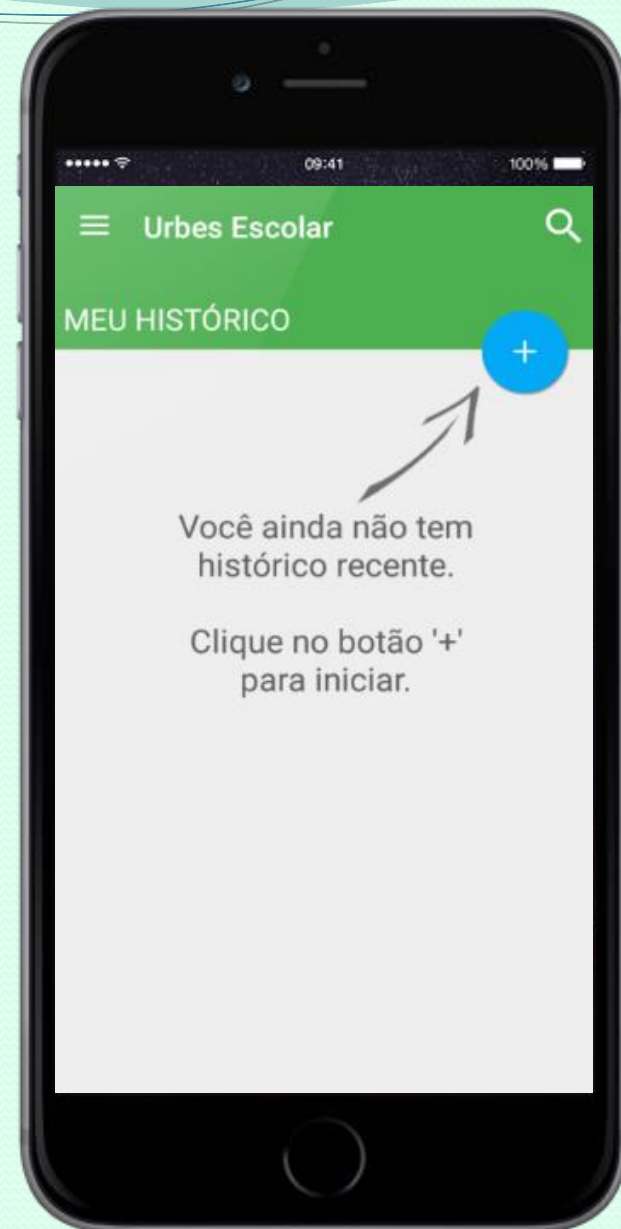 09:41
100%
Urbes Escolar
MEU HISTÓRICO
+
Você ainda não tem
histórico recente.
Clique no botão '+'
para iniciar.